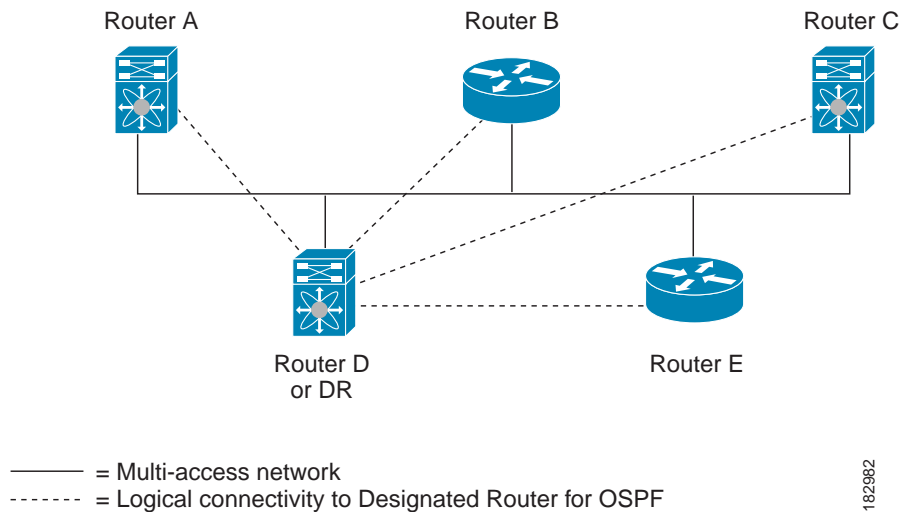 Router A
Router B
Router C
Router D
or DR
Router E
= Multi-access network
= Logical connectivity to Designated Router for OSPF
182982